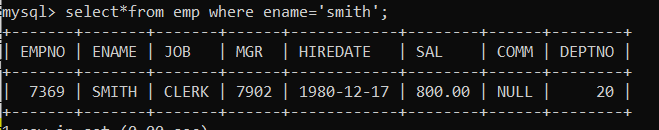 mysql> select*from emp where ename='smith';
+-------+-------+-------+------+------------+--------+------+--------+
| EMPNO | ENAME | JOB   | MGR  | HIREDATE   | SAL    | COMM | DEPTNO |
+-------+-------+-------+------+------------+--------+------+--------+
|  7369 | SMITH | CLERK | 7902 | 1980-12-17 | 800.00 | NULL |     20 |
+-------+-------+-------+------+------------+--------+------+--------+